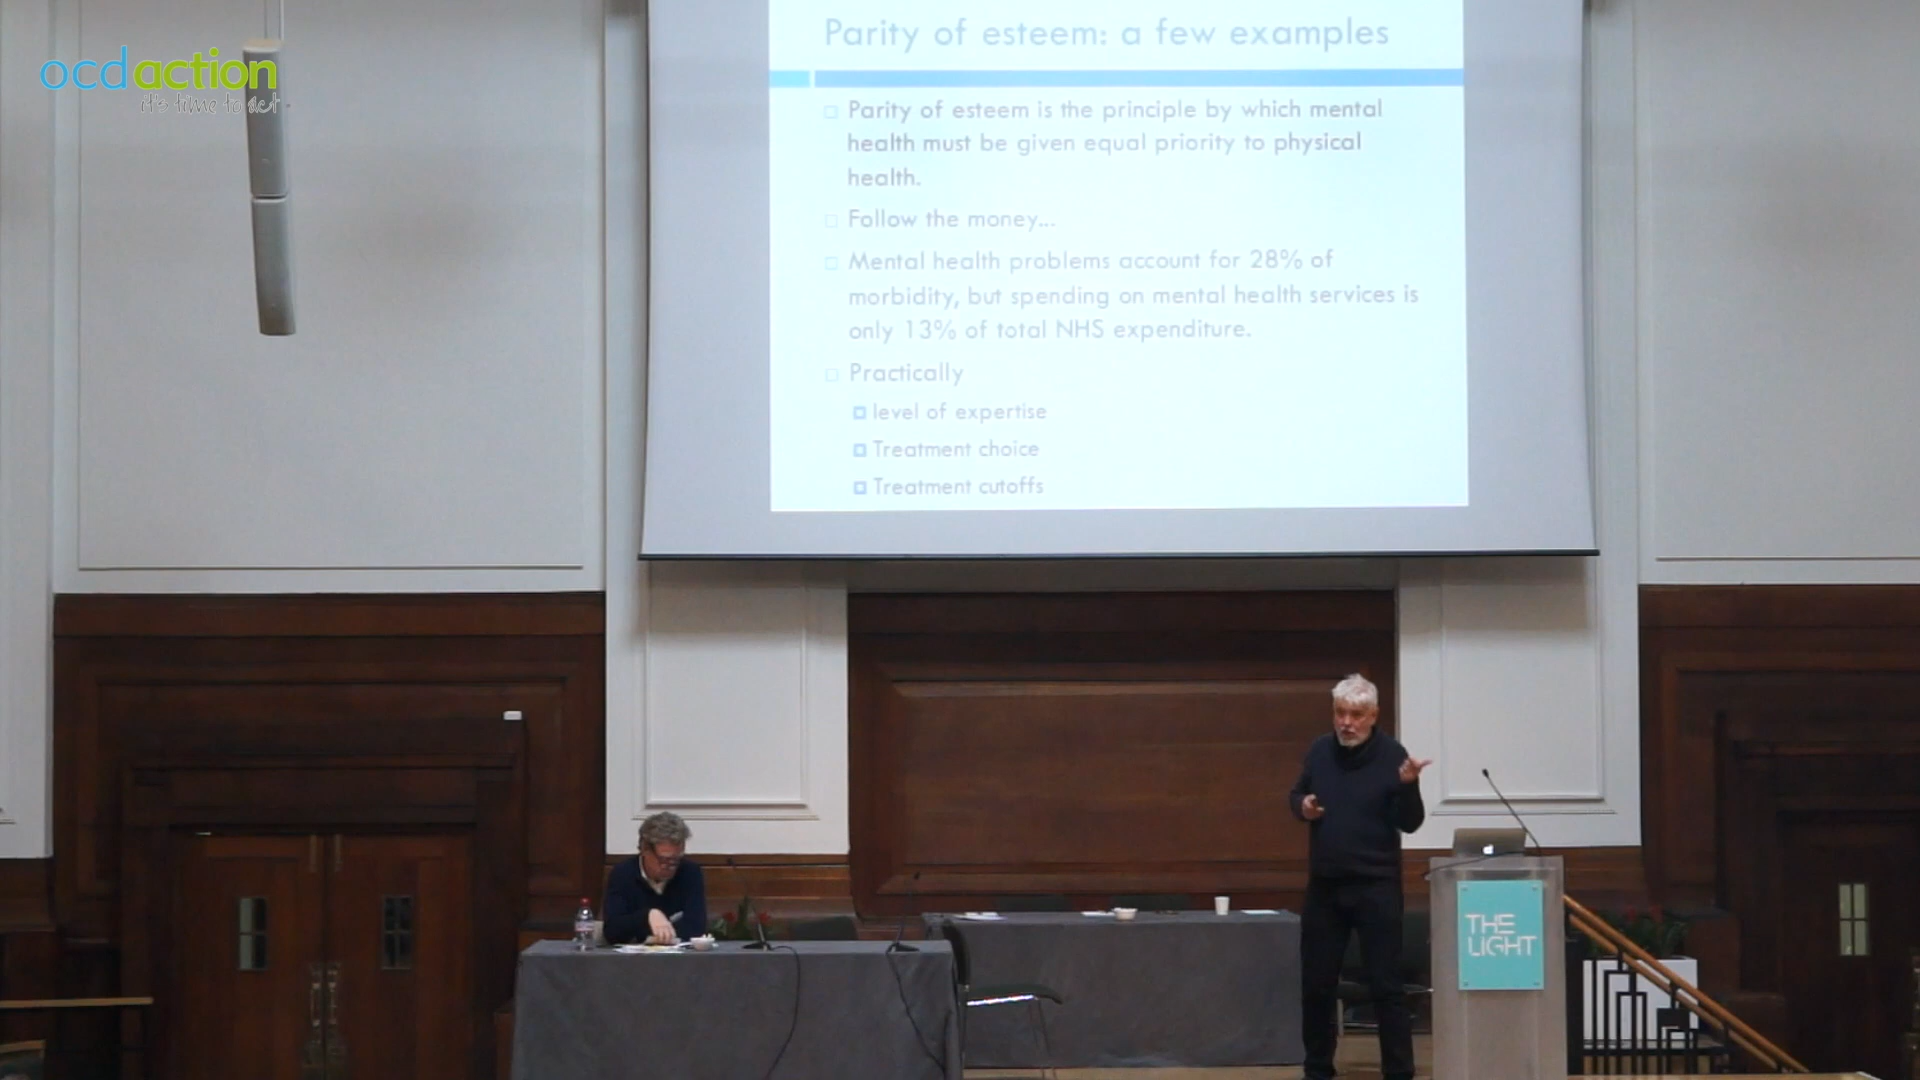 ocdaction
it's time to act
Parity of esteem: a few examples
Parity of esteem is the principle by which mental
health must be given equal priority to physical
health.
Follow the money...
Mental health problems account for 28% of
morbidity, but spending on mental health services is
only 13% of total NHS expenditure.
Practically
level of expertise
Treatment choice
Treatment cutoffs
THE
LIGHT